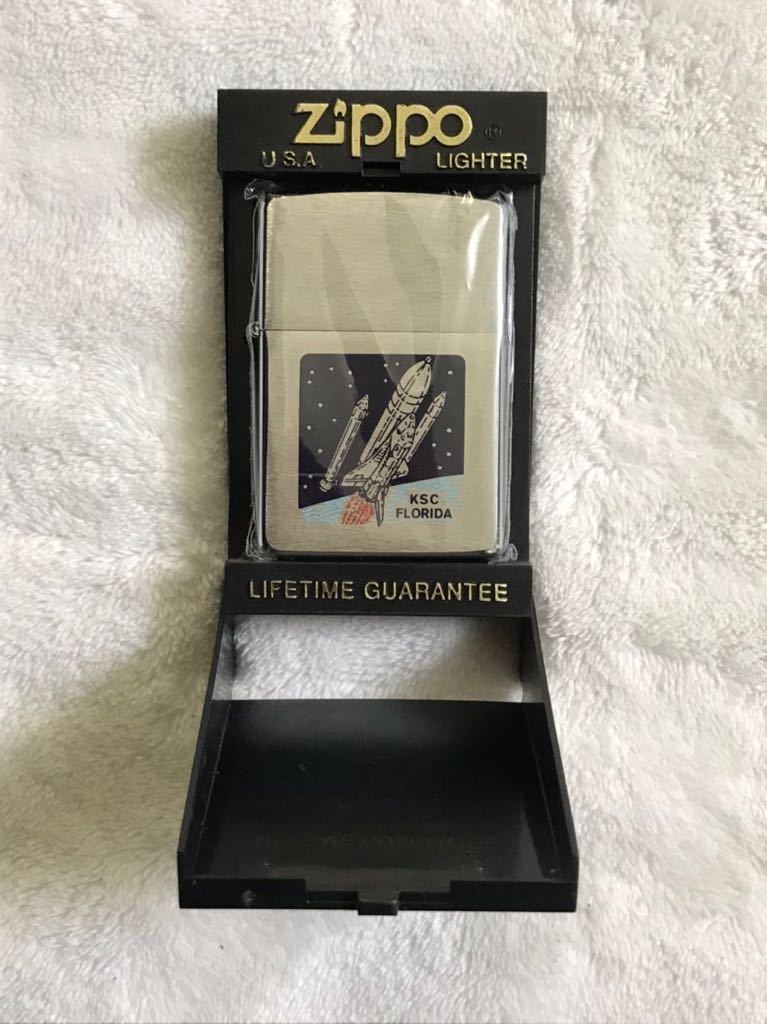 Zippo ®
U.S.A. LIGHTER
KSC
FLORIDA
LIFETIME GUARANTEE